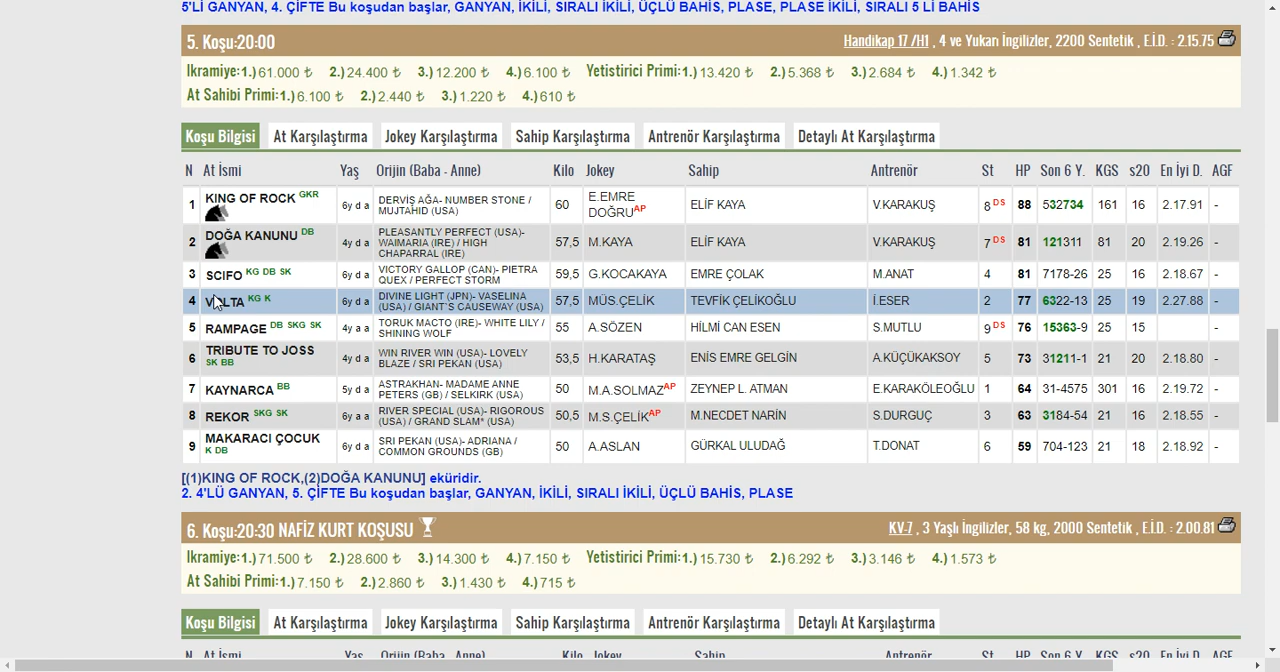 5'Lİ GANYAN, 4. ÇİFTE Bu koşudan başlar, GANYAN, İKİLİ, SIRALI İKİLİ, ÜÇLÜ BAHİS, PLASE, PLASE İKİLİ, SIRALI 5 Lİ BAHİS
5. Koşu:20:00 Handikap 17 /H1 , 4 ve Yukarı İngilizler, 2200 Sentetik , E.İ.D. : 2.15.75
Ikramiye:1.)61.000 ₺ 2.)24.400 ₺ 3.)12.200 ₺ 4.)6.100 ₺ Yetistirici Primi:1.)13.420 ₺ 2.)5.368 ₺ 3.)2.684 ₺ 4.)1.342 ₺
At Sahibi Primi:1.)6.100 ₺ 2.)2.440 ₺ 3.)1.220 ₺ 4.)610 ₺
Koşu Bilgisi At Karşılaştırma Jokey Karşılaştırma Sahip Karşılaştırma Antrenör Karşılaştırma Detaylı At Karşılaştırma
N At İsmi Yaş Orijin (Baba - Anne) Kilo Jokey Sahip Antrenör St HP Son 6 Y. KGS s20 En İyi D. AGF
1 KING OF ROCK GKR 6y d a DERVİŞ AĞA- NUMBER STONE / MUJTAHID (USA) 60 E.EMRE DOĞRU AP ELİF KAYA V.KARAKUŞ 8 DS 88 532734 161 16 2.17.91 -
2 DOĞA KANUNU DB 4y d a PLEASANTLY PERFECT (USA)- WAIMARIA (IRE) / HIGH CHAPARRAL (IRE) 57,5 M.KAYA ELİF KAYA V.KARAKUŞ 7 DS 81 121311 81 20 2.19.26 -
3 SCIFO KG DB SK 6y d a VICTORY GALLOP (CAN)- PIETRA QUEX / PERFECT STORM 59,5 G.KOCAKAYA EMRE ÇOLAK M.ANAT 4 81 7178-26 25 16 2.18.67 -
4 VOLTA KG K 6y d a DIVINE LIGHT (JPN)- VASELINA (USA) / GIANT'S CAUSEWAY (USA) 57,5 MÜS.ÇELİK TEVFİK ÇELİKOĞLU İ.ESER 2 77 6322-13 25 19 2.27.88 -
5 RAMPAGE DB SKG SK 4y a a TORUK MACTO (IRE)- WHITE LILY / SHINING WOLF 55 A.SÖZEN HİLMİ CAN ESEN S.MUTLU 9 DS 76 15363-9 25 15 -
6 TRIBUTE TO JOSS SK BB 4y d a WIN RIVER WIN (USA)- LOVELY BLAZE / SRI PEKAN (USA) 53,5 H.KARATAŞ ENİS EMRE GELGİN A.KÜÇÜKAKSOY 5 73 31211-1 21 20 2.18.80 -
7 KAYNARCA BB 5y d a ASTRAKHAN- MADAME ANNE PETERS (GB) / SELKIRK (USA) 50 M.A.SOLMAZ AP ZEYNEP L. ATMAN E.KARAKÖLEOĞLU 1 64 31-4575 301 16 2.19.72 -
8 REKOR SKG SK 6y a a RIVER SPECIAL (USA)- RIGOROUS (USA) / GRAND SLAM* (USA) 50,5 M.S.ÇELİK AP M.NECDET NARİN S.DURGUÇ 3 63 3184-54 21 16 2.18.55 -
9 MAKARACI ÇOCUK K DB 6y d a SRI PEKAN (USA)- ADRIANA / COMMON GROUNDS (GB) 50 A.ASLAN GÜRKAL ULUDAĞ T.DONAT 6 59 704-123 21 18 2.18.92 -
[(1)KING OF ROCK,(2)DOĞA KANUNU] eküridir.
2. 4'LÜ GANYAN, 5. ÇİFTE Bu koşudan başlar, GANYAN, İKİLİ, SIRALI İKİLİ, ÜÇLÜ BAHİS, PLASE
6. Koşu:20:30 NAFİZ KURT KOŞUSU KV-7 , 3 Yaşlı İngilizler, 58 kg, 2000 Sentetik , E.İ.D. : 2.00.81
Ikramiye:1.)71.500 ₺ 2.)28.600 ₺ 3.)14.300 ₺ 4.)7.150 ₺ Yetistirici Primi:1.)15.730 ₺ 2.)6.292 ₺ 3.)3.146 ₺ 4.)1.573 ₺
At Sahibi Primi:1.)7.150 ₺ 2.)2.860 ₺ 3.)1.430 ₺ 4.)715 ₺
Koşu Bilgisi At Karşılaştırma Jokey Karşılaştırma Sahip Karşılaştırma Antrenör Karşılaştırma Detaylı At Karşılaştırma
N At İsmi Yaş Orijin (Baba - Anne) Kilo Jokey Sahip Antrenör St HP Son 6 Y. KGS s20 En İyi D. AGF